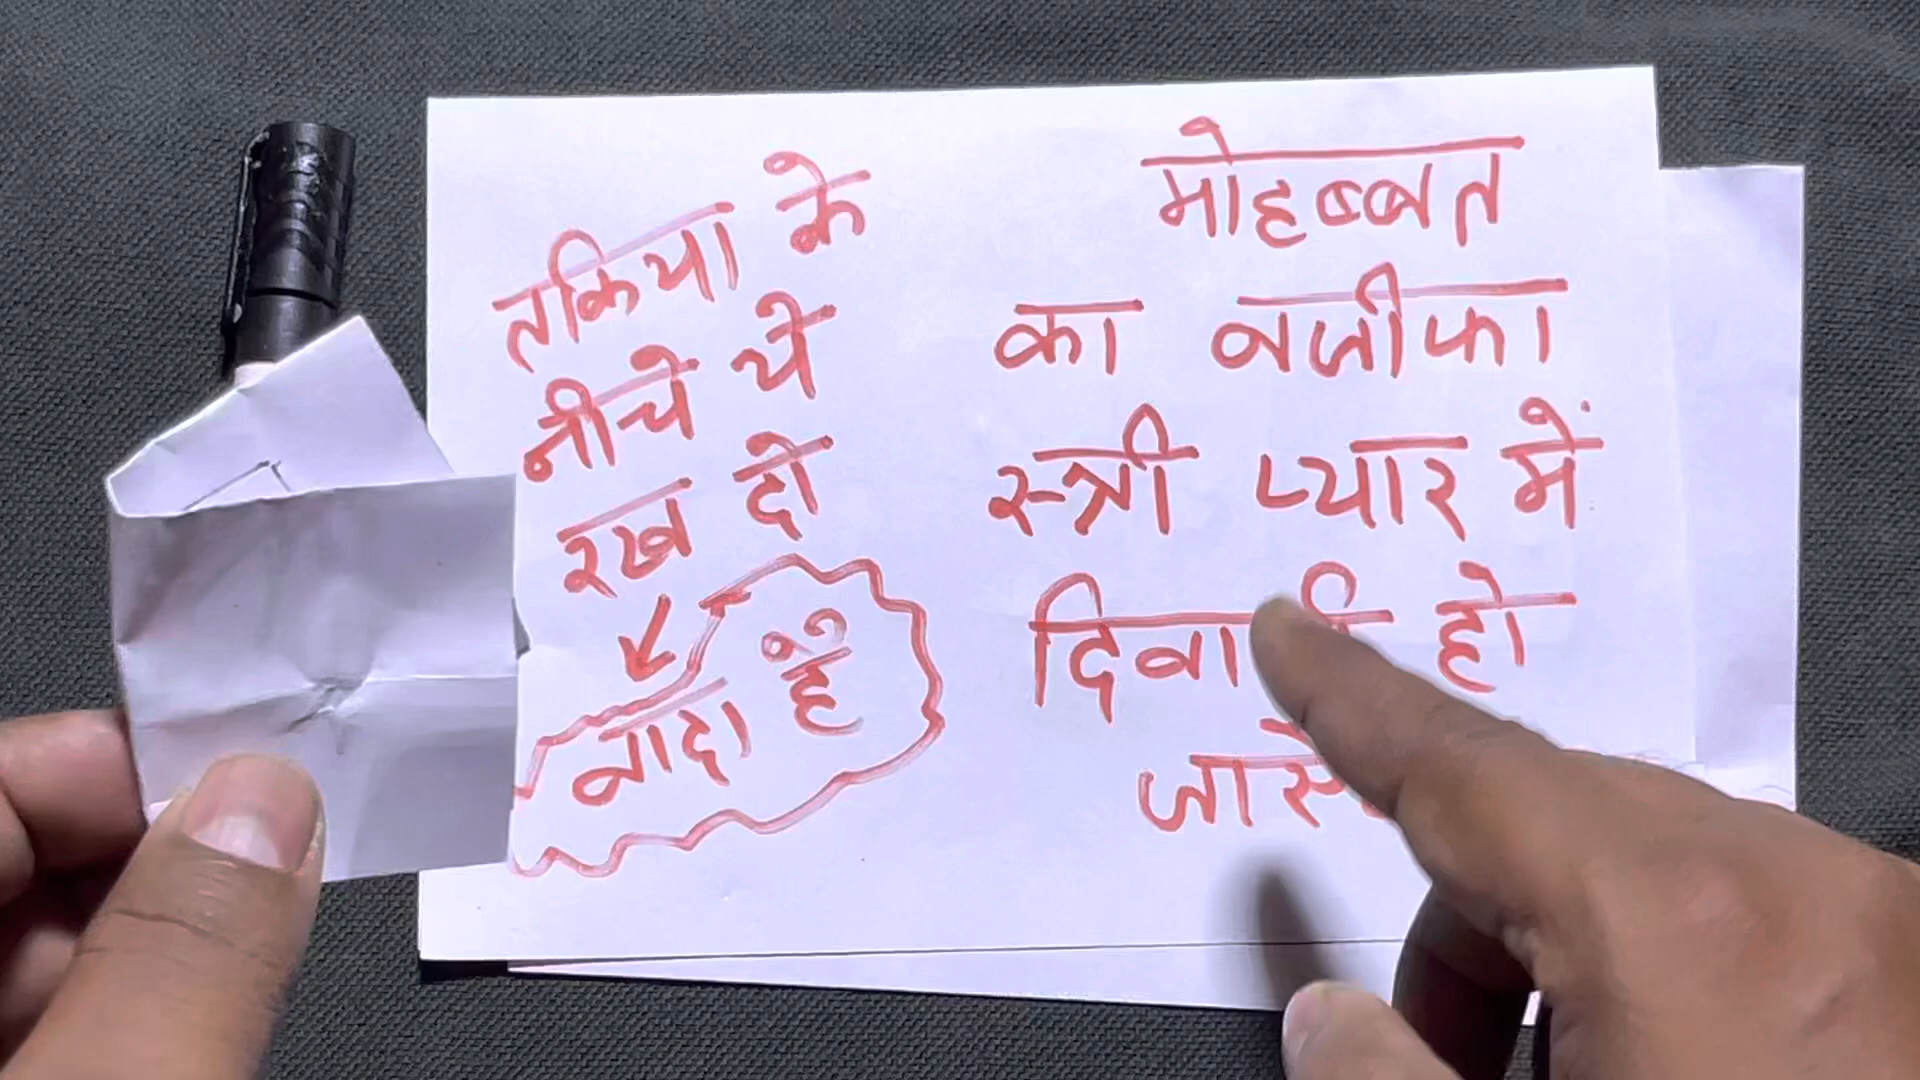 मोहब्बत
का वजीफा
स्त्री प्यार में
हो
तकिया के
नीचे ये
रख दो
वादा है